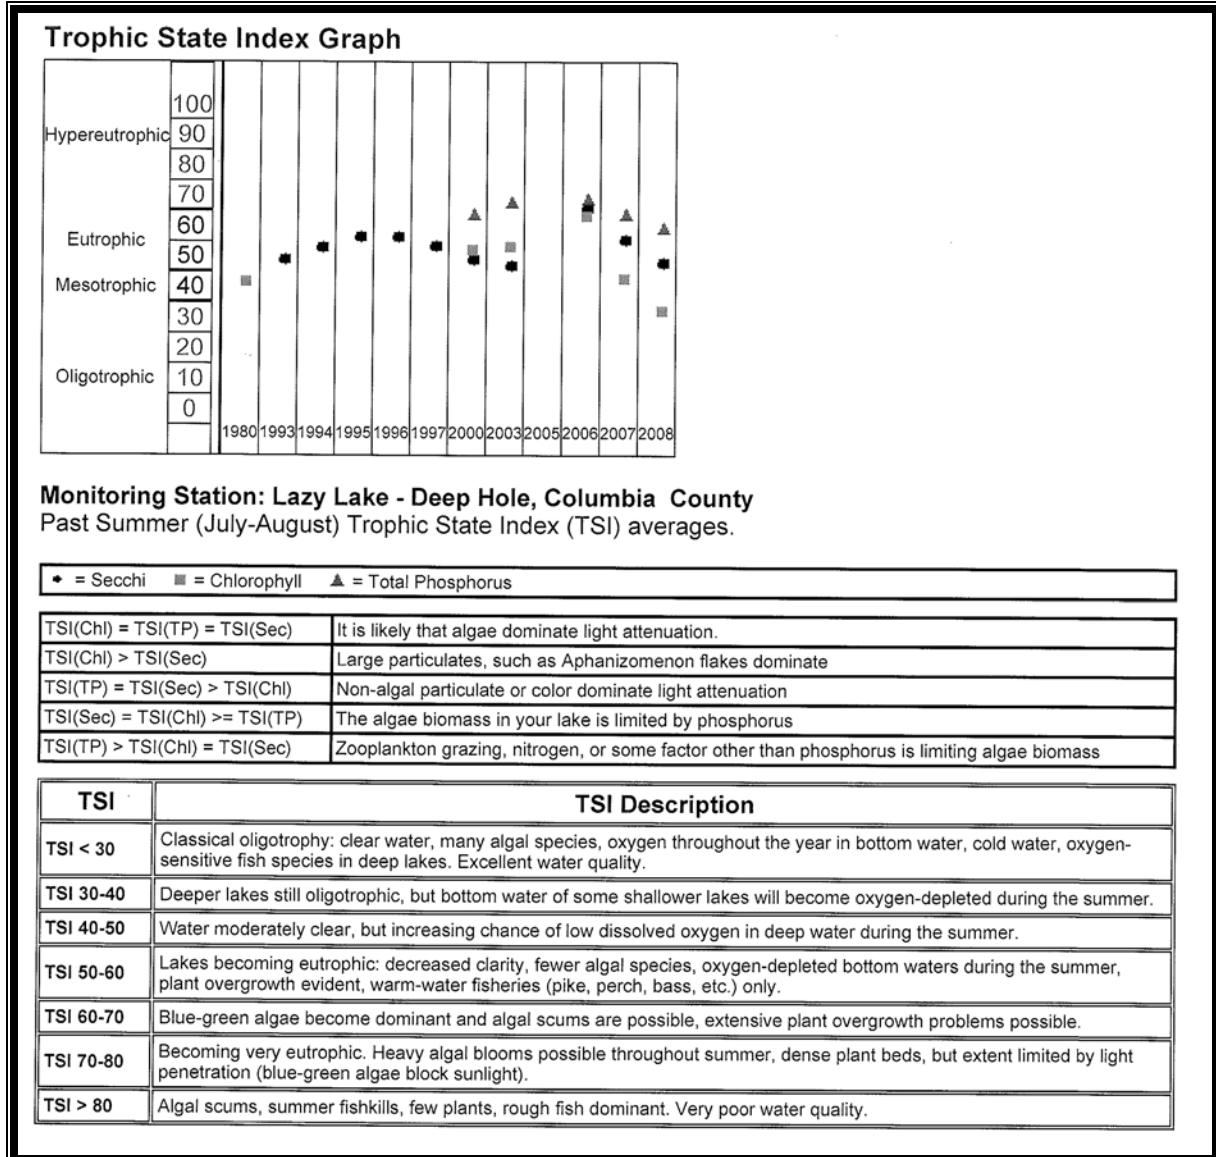 Trophic State Index Graph
100
Hypereutrophic 90
80
70
60
Eutrophic
50
Mesotrophic 40
30
20
Oligotrophic 10
0
1980 1993 1994 1995 1996 1997 2000 2003 2005 2006 2007 2008
Monitoring Station: Lazy Lake - Deep Hole, Columbia County
Past Summer (July-August) Trophic State Index (TSI) averages.
= Secchi = Chlorophyll = Total Phosphorus
TSI(Chl) = TSI(TP) = TSI(Sec) It is likely that algae dominate light attenuation.
TSI(Chl) > TSI(Sec) Large particulates, such as Aphanizomenon flakes dominate
TSI(TP) = TSI(Sec) > TSI(Chl) Non-algal particulate or color dominate light attenuation
TSI(Sec) = TSI(Chl) >= TSI(TP) The algae biomass in your lake is limited by phosphorus
TSI(TP) > TSI(Chl) = TSI(Sec) Zooplankton grazing, nitrogen, or some factor other than phosphorus is limiting algae biomass
TSI TSI Description
TSI < 30 Classical oligotrophy: clear water, many algal species, oxygen throughout the year in bottom water, cold water, oxygen-
sensitive fish species in deep lakes. Excellent water quality.
TSI 30-40 Deeper lakes still oligotrophic, but bottom water of some shallower lakes will become oxygen-depleted during the summer.
TSI 40-50 Water moderately clear, but increasing chance of low dissolved oxygen in deep water during the summer.
TSI 50-60 Lakes becoming eutrophic: decreased clarity, fewer algal species, oxygen-depleted bottom waters during the summer,
plant overgrowth evident, warm-water fisheries (pike, perch, bass, etc.) only.
TSI 60-70 Blue-green algae become dominant and algal scums are possible, extensive plant overgrowth problems possible.
TSI 70-80 Becoming very eutrophic. Heavy algal blooms possible throughout summer, dense plant beds, but extent limited by light
penetration (blue-green algae block sunlight).
TSI > 80 Algal scums, summer fishkills, few plants, rough fish dominant. Very poor water quality.